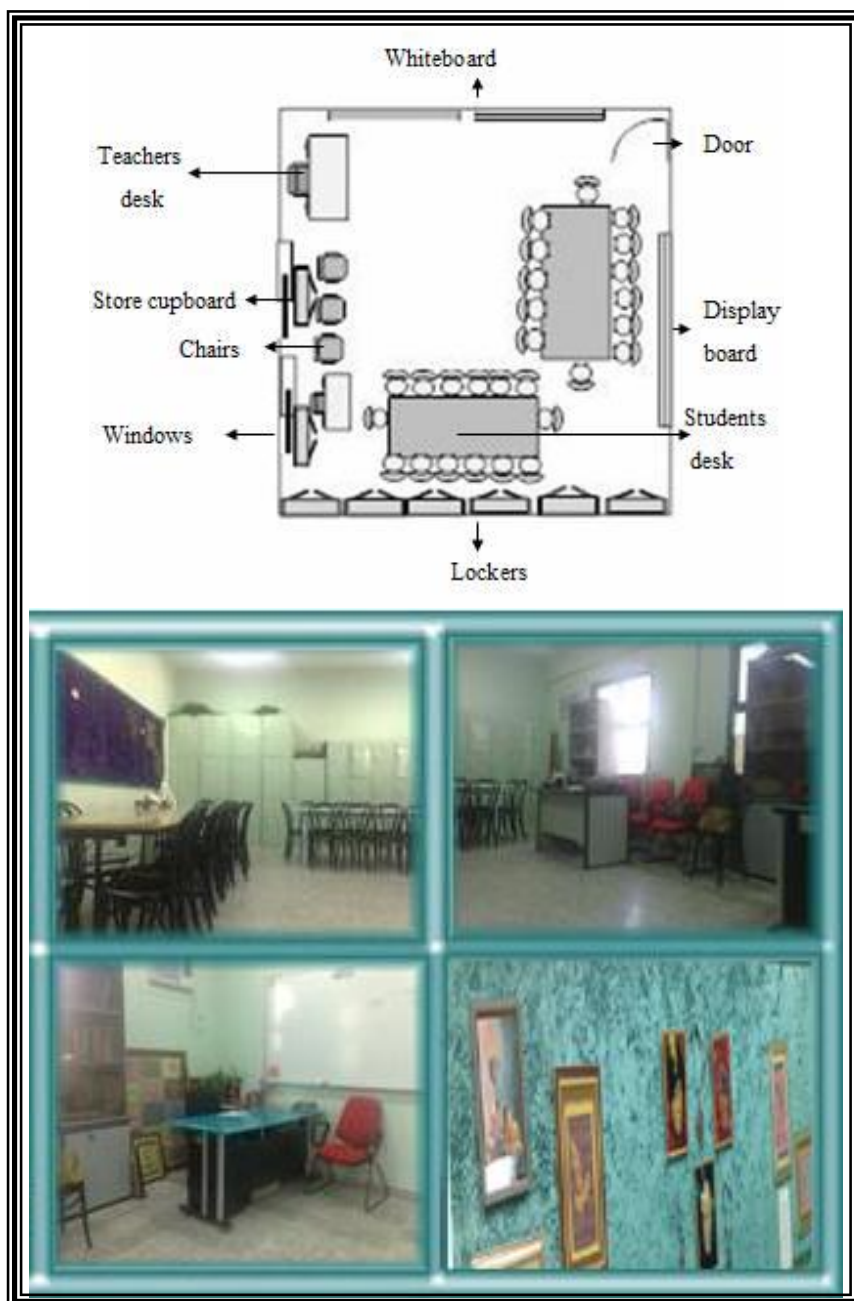 Whiteboard
Teachers
desk
Door
Store cupboard
Display
board
Chairs
Students
desk
Windows
Lockers